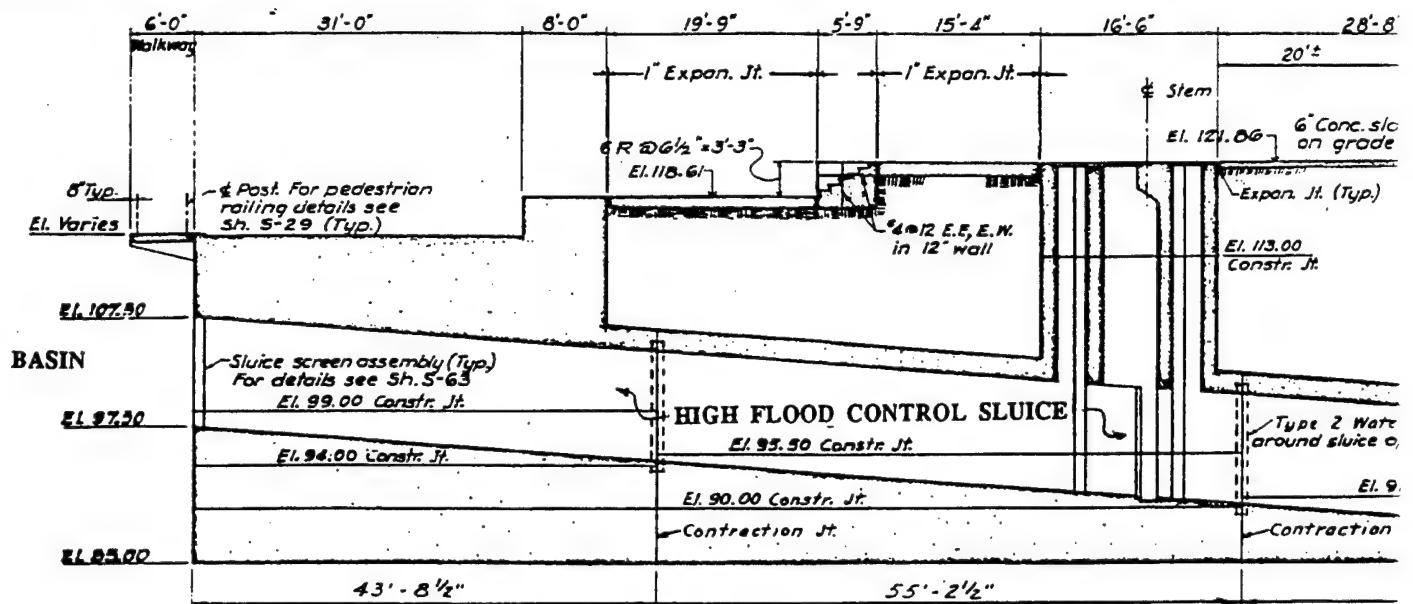 6'-0" 31'-0" 8'-0" 19'-9" 5'-9" 15'-4" 16'-6" 28'-8
Walkway
20'±
1" Expan. Jt. 1" Expan. Jt.
℄ Stem
6 R @ 6½" = 3'-3"
El. 118.61
El. 121.86
6" Conc. sla
on grade
8" Typ.
℄ Post. For pedestrian
railing details see
Sh. S-29 (Typ.)
Expan. Jt. (Typ.)
El. Varies
#4@12 E.F., E.W.
in 12" wall
El. 113.00
Constr. Jt.
El. 107.50
BASIN
Sluice screen assembly (Typ.)
For details see Sh. S-63
El. 99.00 Constr. Jt.
HIGH FLOOD CONTROL SLUICE
El. 97.50
Type 2 Wate
around sluice o
El. 95.50 Constr. Jt.
El. 94.00 Constr. Jt.
El. 90.00 Constr. Jt.
El. 9
Contraction Jt.
Contraction
El. 85.00
43'-8½" 55'-2½"